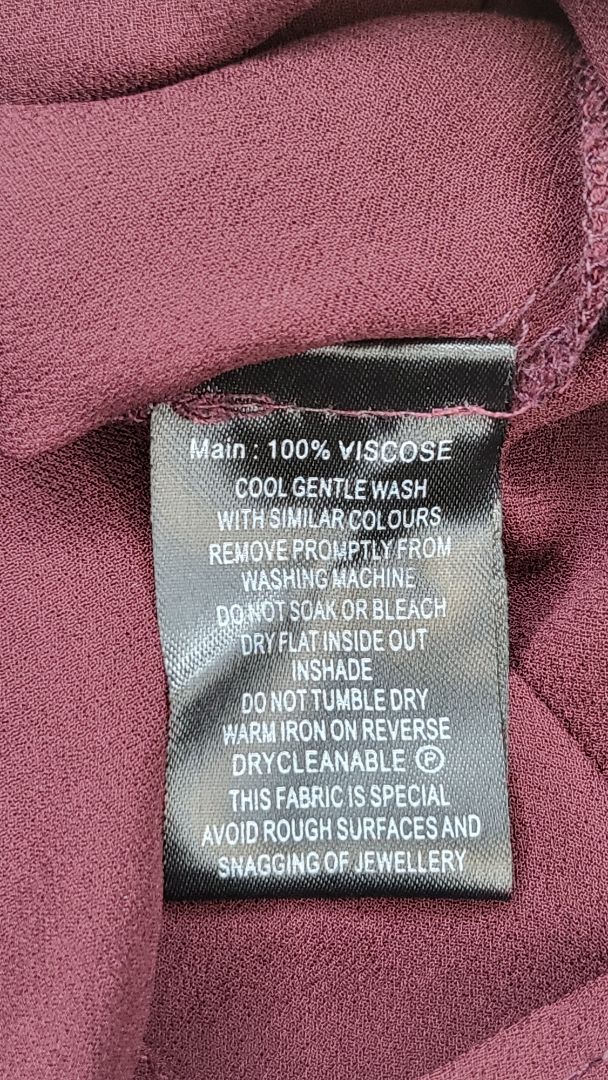 Main : 100% VISCOSE
COOL GENTLE WASH
WITH SIMILAR COLOURS
REMOVE PROMPTLY FROM
WASHING MACHINE
DO NOT SOAK OR BLEACH
DRY FLAT INSIDE OUT
INSHADE
DO NOT TUMBLE DRY
WARM IRON ON REVERSE
DRYCLEANABLE Ⓟ
THIS FABRIC IS SPECIAL
AVOID ROUGH SURFACES AND
SNAGGING OF JEWELLERY